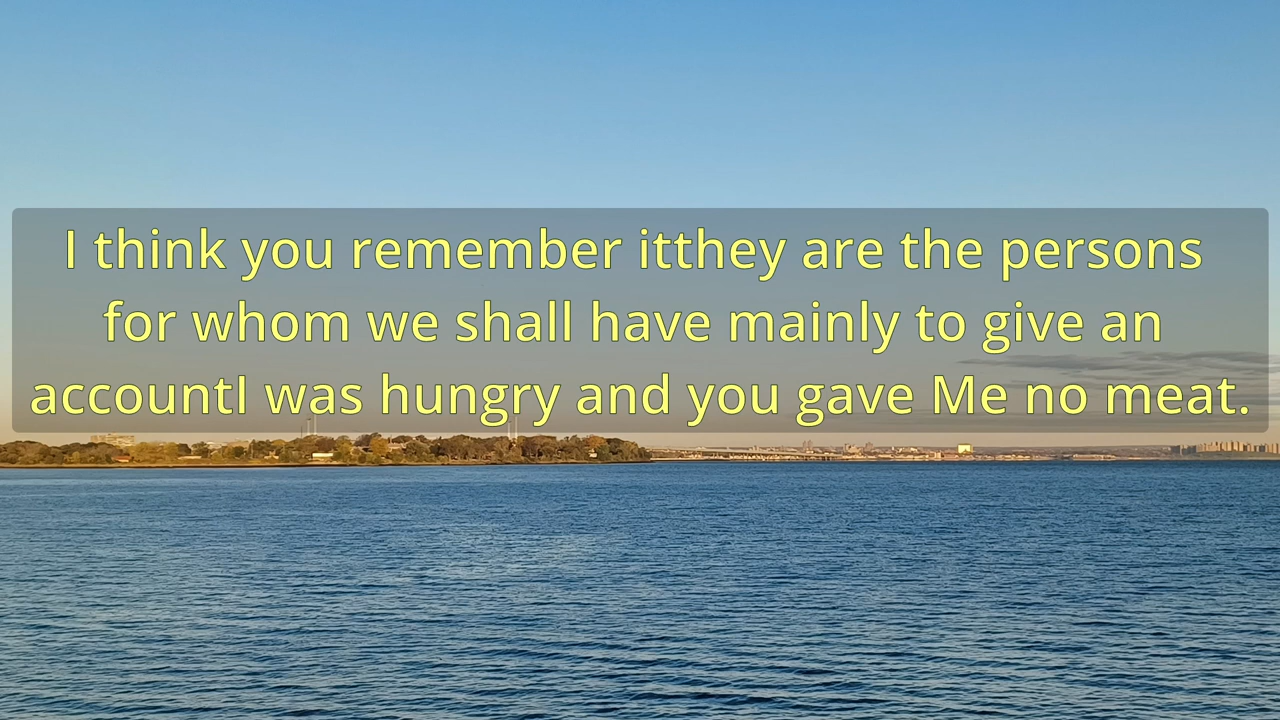 I think you remember itthey are the persons
for whom we shall have mainly to give an
accountI was hungry and you gave Me no meat.